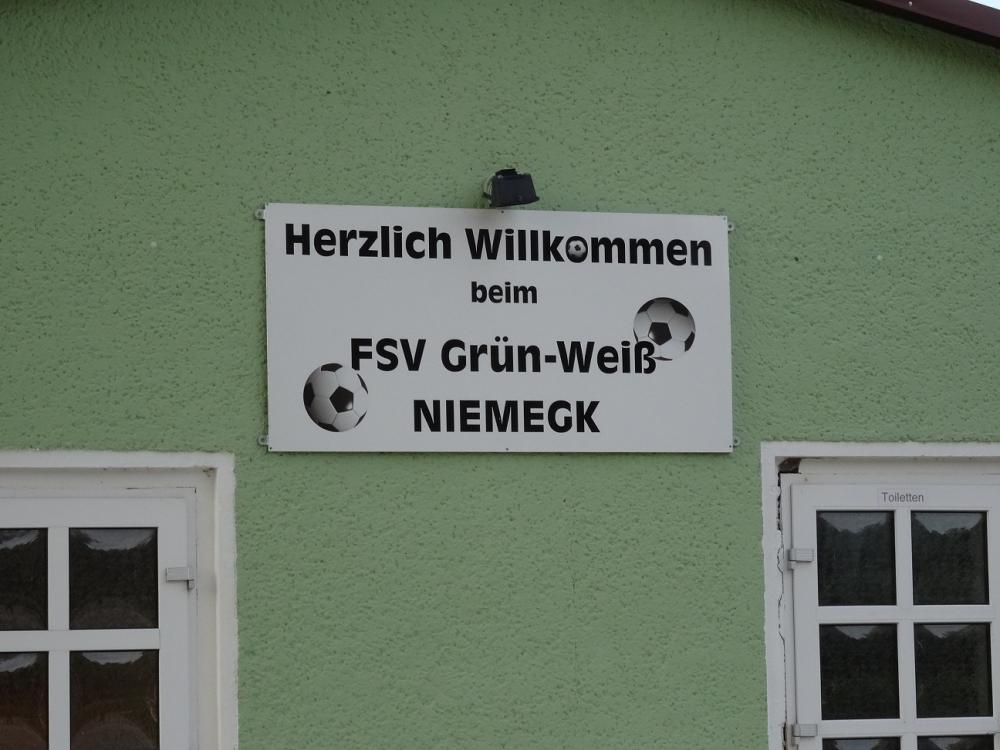 Herzlich Willkommen
beim
FSV Grün-Weiß
NIEMEGK
Toiletten